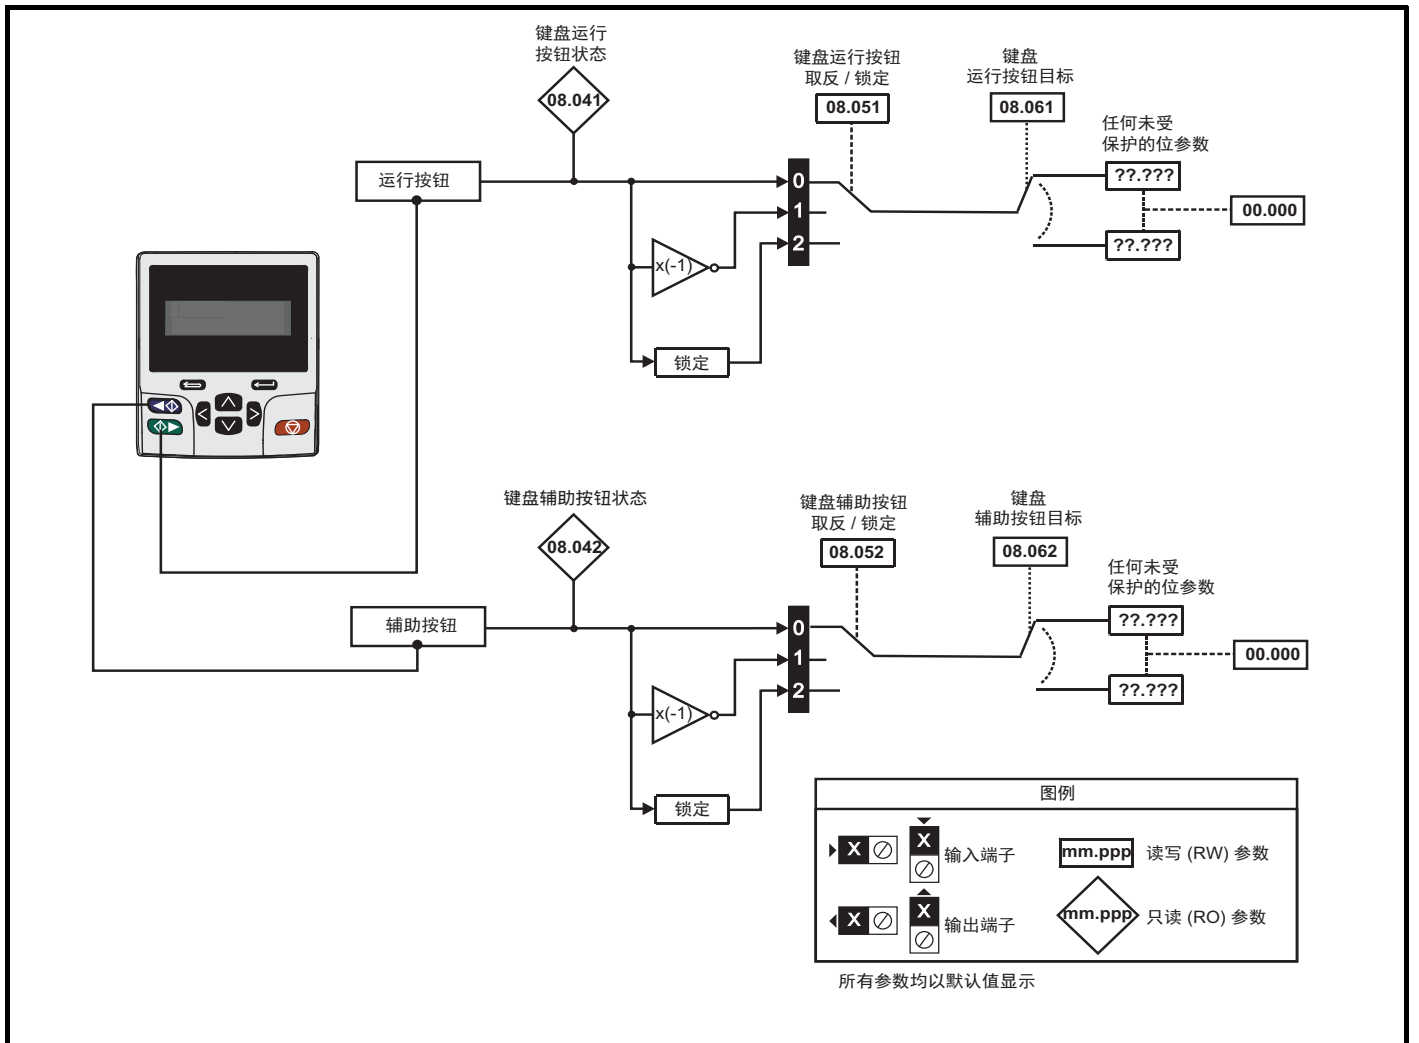 键盘运行
按钮状态
08.041
键盘运行按钮
取反 / 锁定
08.051
键盘
运行按钮目标
08.061
任何未受
保护的位参数
??.???
??.???
00.000
运行按钮
0
1
2
x(-1)
锁定
键盘辅助按钮状态
08.042
键盘辅助按钮
取反 / 锁定
08.052
键盘
辅助按钮目标
08.062
任何未受
保护的位参数
??.???
??.???
00.000
辅助按钮
0
1
2
x(-1)
锁定
图例
X
X
输入端子
mm.ppp
读写 (RW) 参数
X
X
输出端子
mm.ppp
只读 (RO) 参数
所有参数均以默认值显示